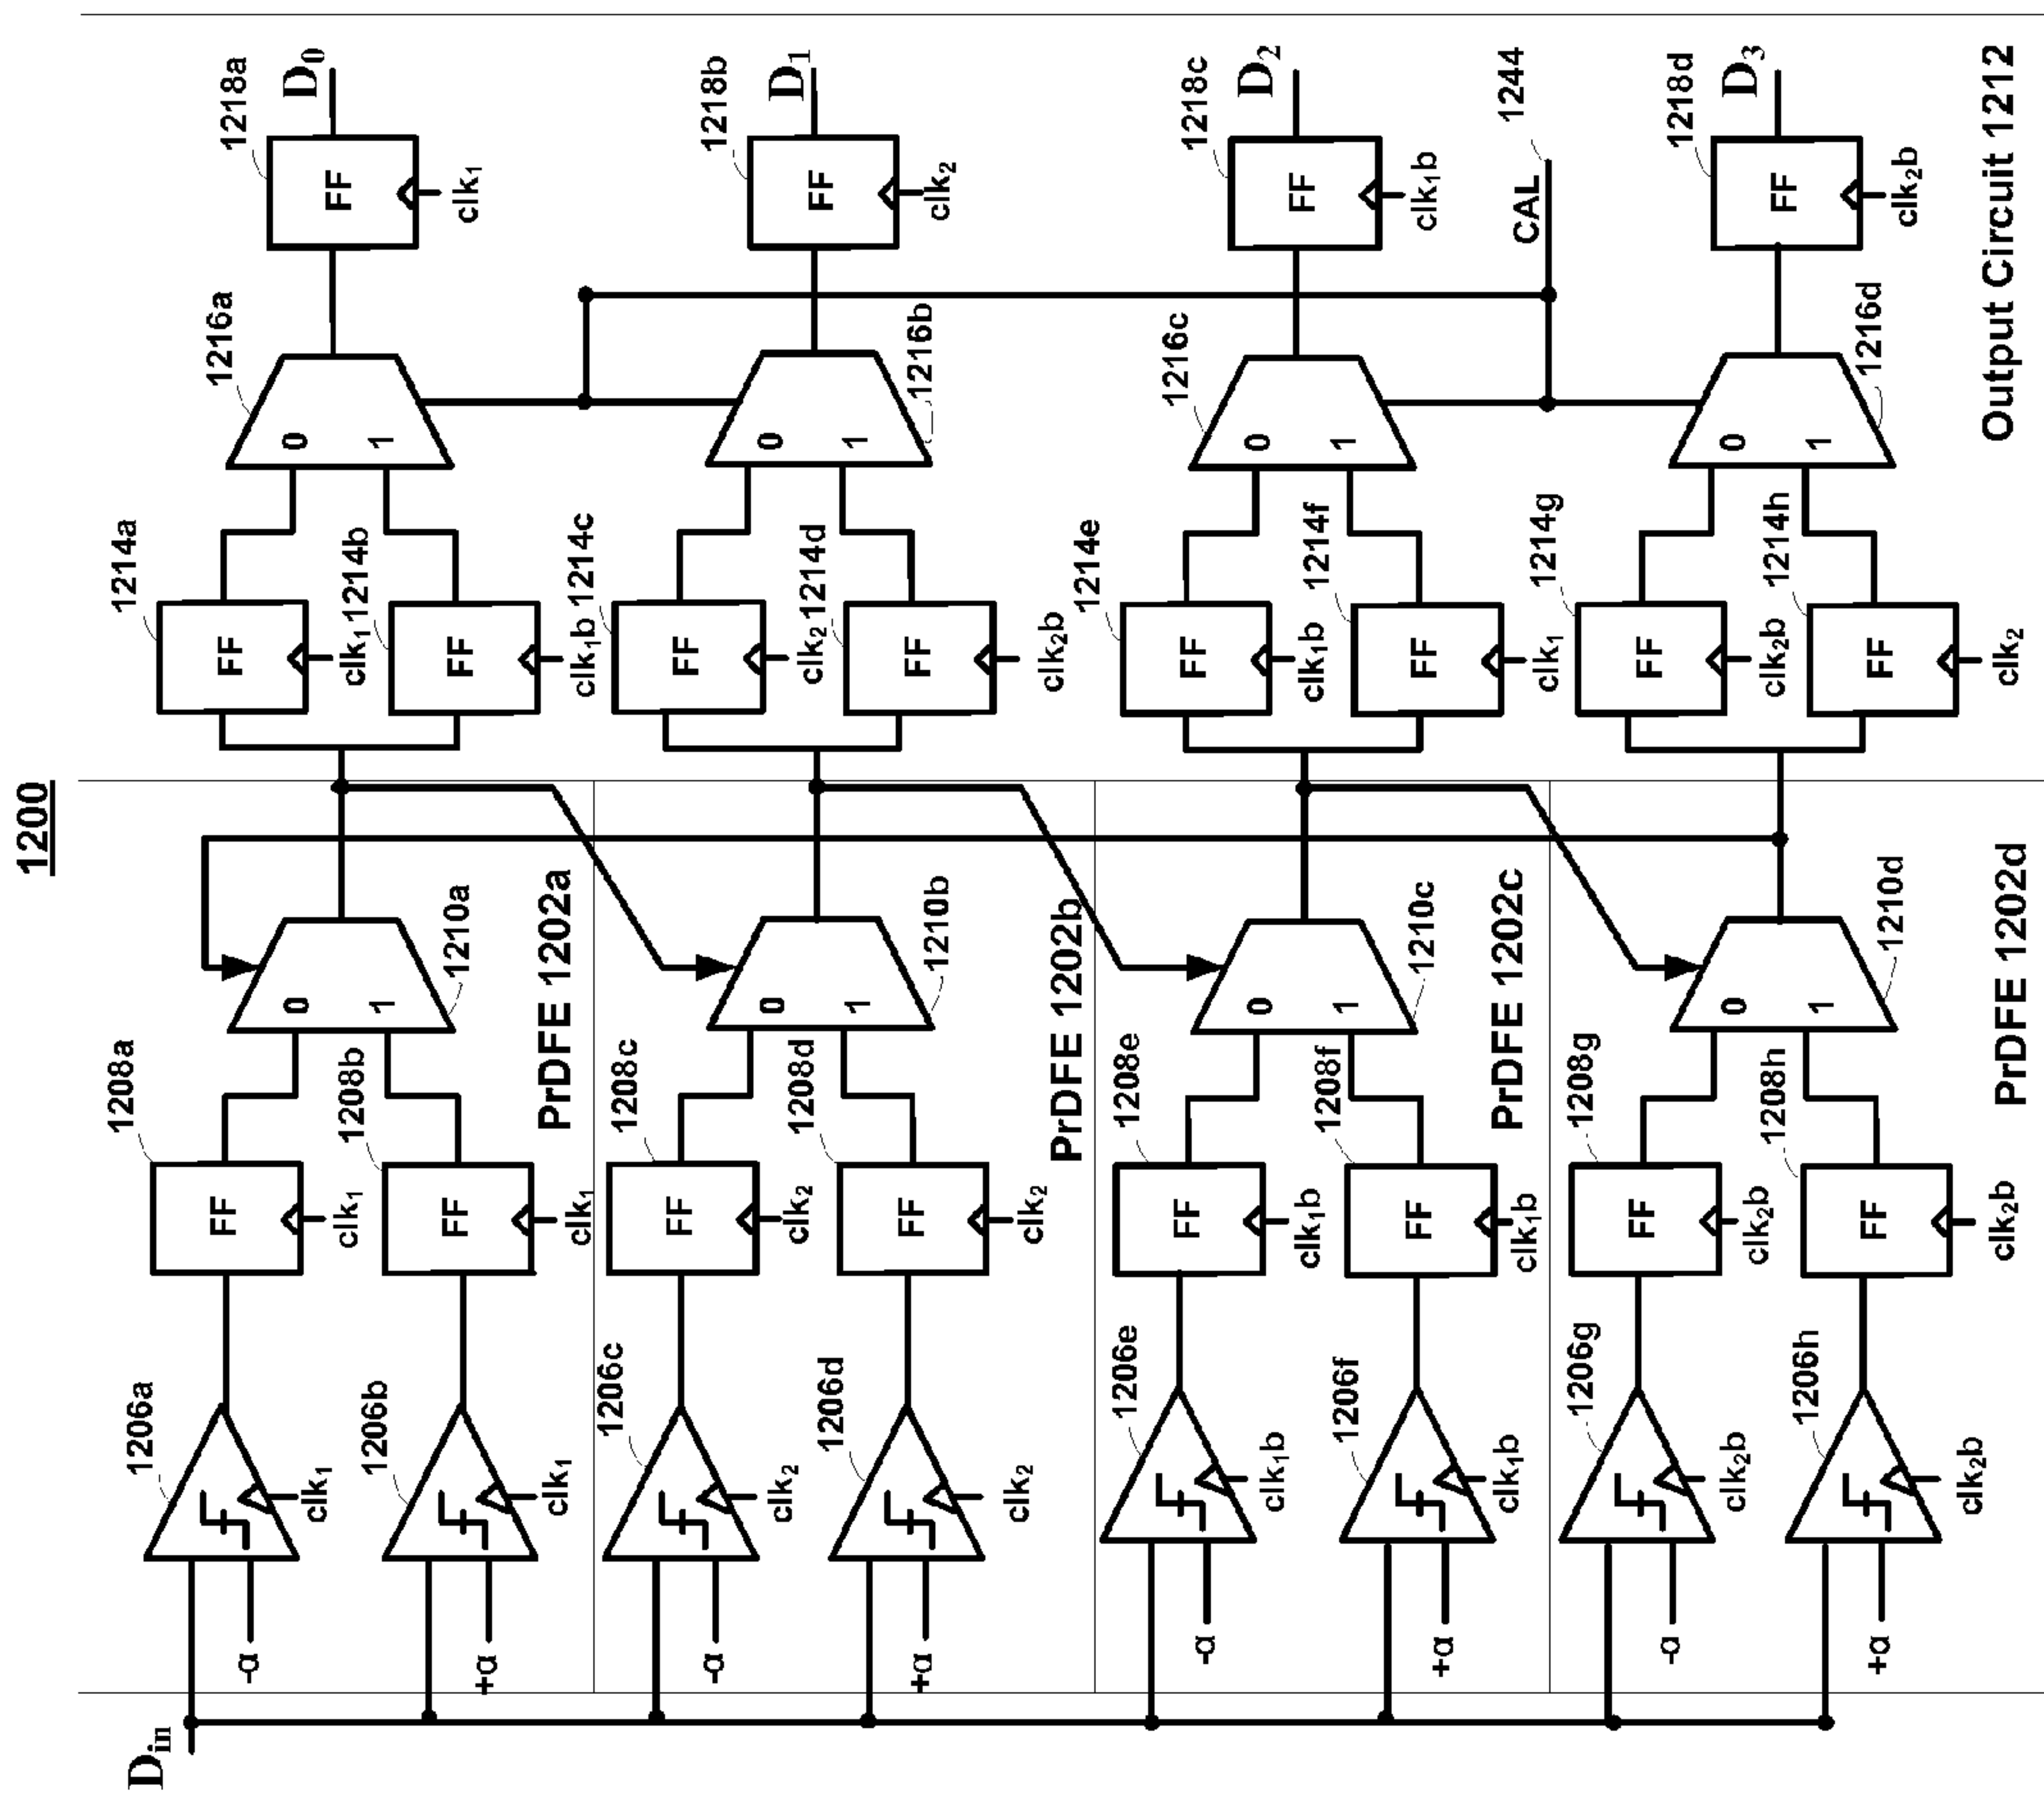 1200
D0
1218a
FF
clk1
D1
1218b
FF
clk2
D2
1218c
FF
clk1b
1244
CAL
D3
1218d
FF
clk2b
Output Circuit 1212
1216a
0
1
1216b
0
1
1216c
0
1
1216d
0
1
1214a
FF
clk1
1214b
FF
clk1b
1214c
FF
clk2
1214d
FF
clk2b
1214e
FF
clk1b
1214f
FF
clk1
1214g
FF
clk2b
1214h
FF
clk2
1210a
0
1
PrDFE 1202a
1210b
0
1
PrDFE 1202b
1210c
0
1
PrDFE 1202c
1210d
0
1
PrDFE 1202d
1208a
FF
clk1
1208b
FF
clk1
1208c
FF
clk2
1208d
FF
clk2
1208e
FF
clk1b
1208f
FF
clk1b
1208g
FF
clk2b
1208h
FF
clk2b
1206a
clk1
-α
1206b
clk1
+α
1206c
clk2
-α
1206d
clk2
+α
1206e
clk1b
-α
1206f
clk1b
+α
1206g
clk2b
-α
1206h
clk2b
+α
Din